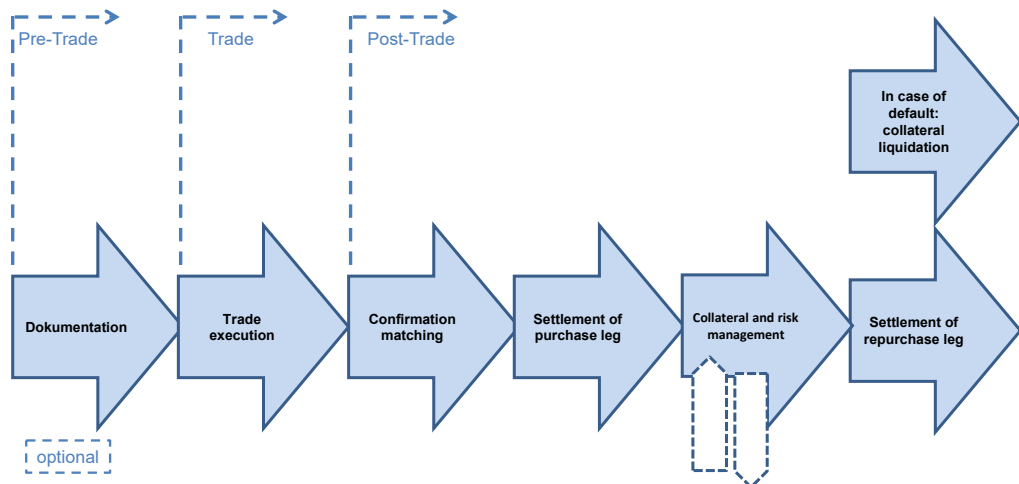 Pre-Trade
Trade
Post-Trade
In case of
default:
collateral
liquidation
Dokumentation
Trade
execution
Confirmation
matching
Settlement of
purchase leg
Collateral and risk
management
Settlement of
repurchase leg
optional